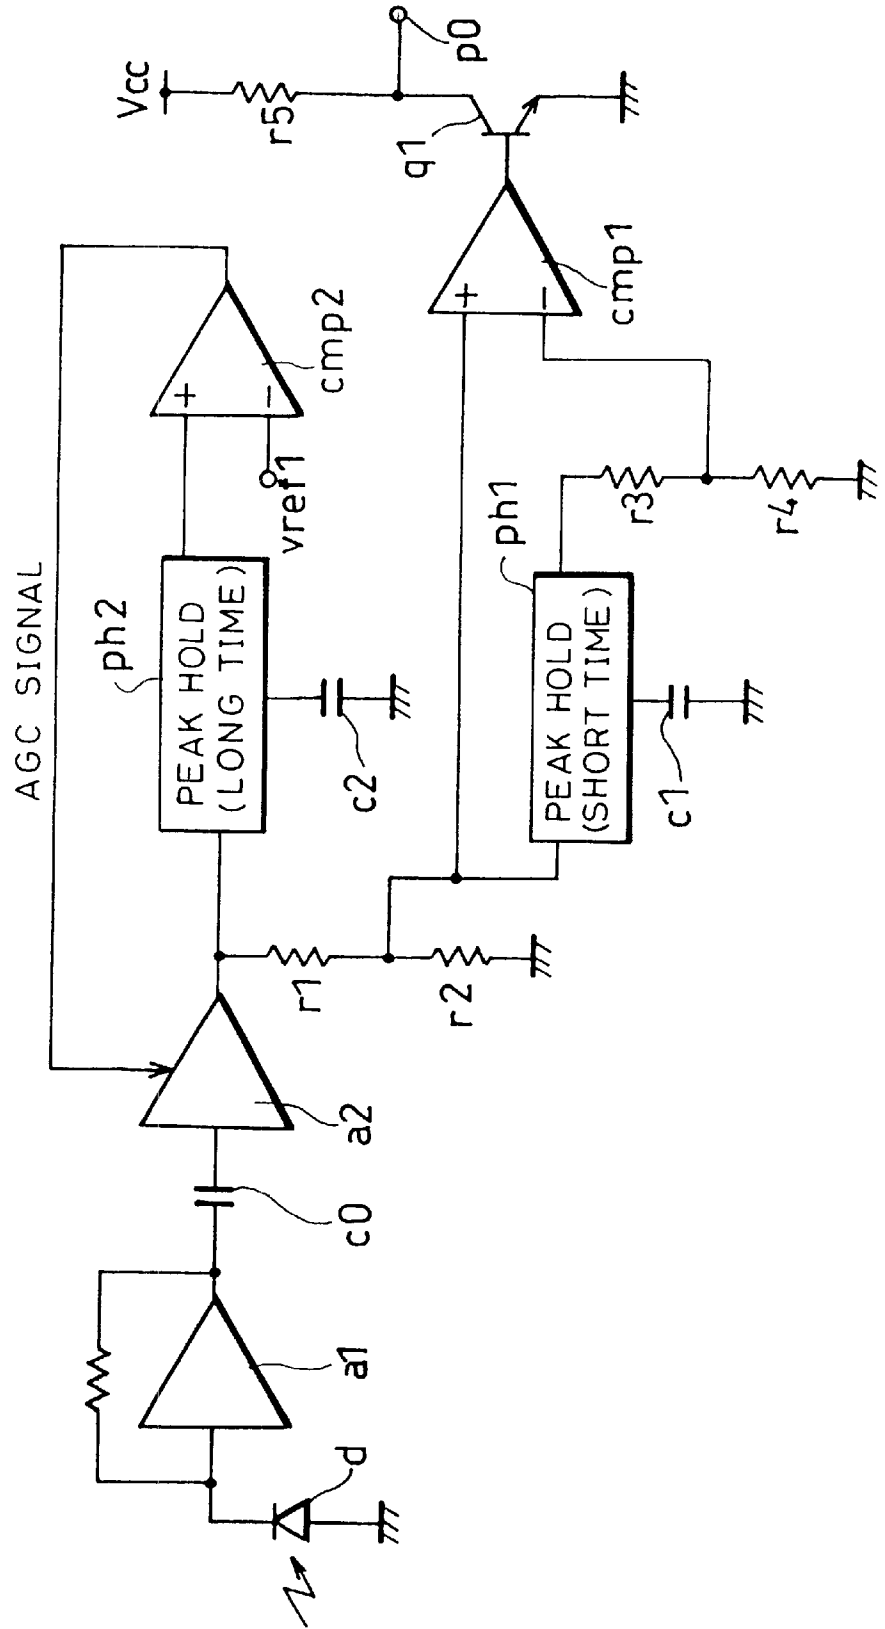 AGC SIGNAL
Vcc
r5
p0
q1
cmp2
+
−
vref1
ph2
PEAK HOLD
(LONG TIME)
c2
cmp1
+
−
ph1
PEAK HOLD
(SHORT TIME)
c1
r3
r4
r1
r2
a2
c0
a1
d